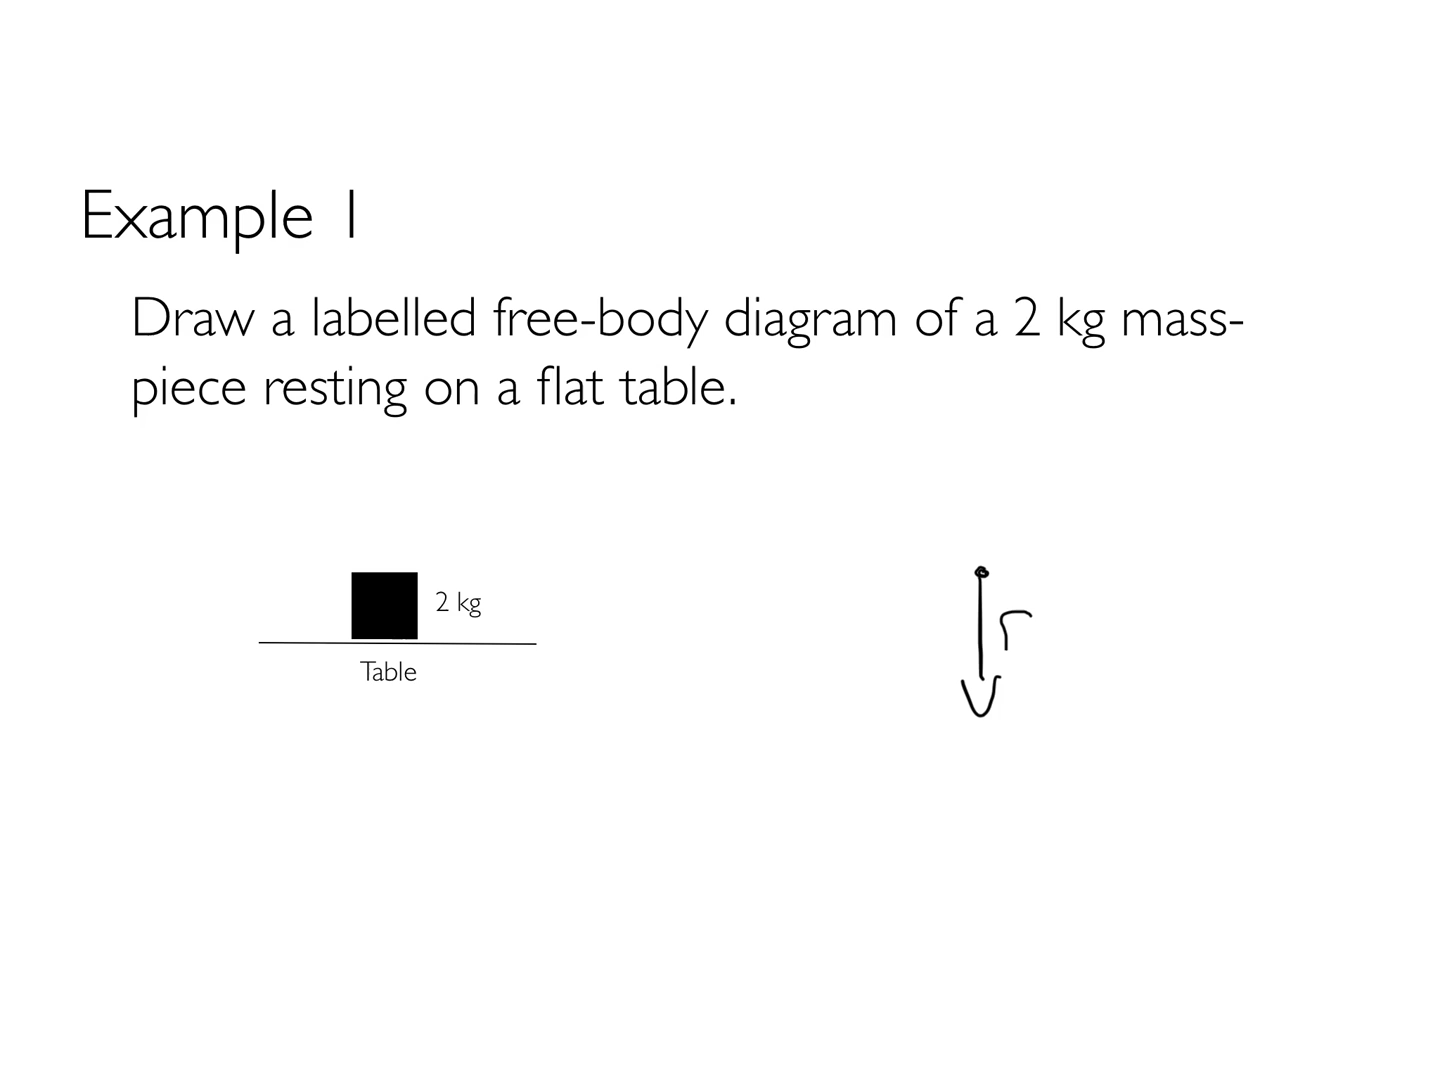 Example 1
Draw a labelled free-body diagram of a 2 kg mass-
piece resting on a flat table.
2 kg
Table